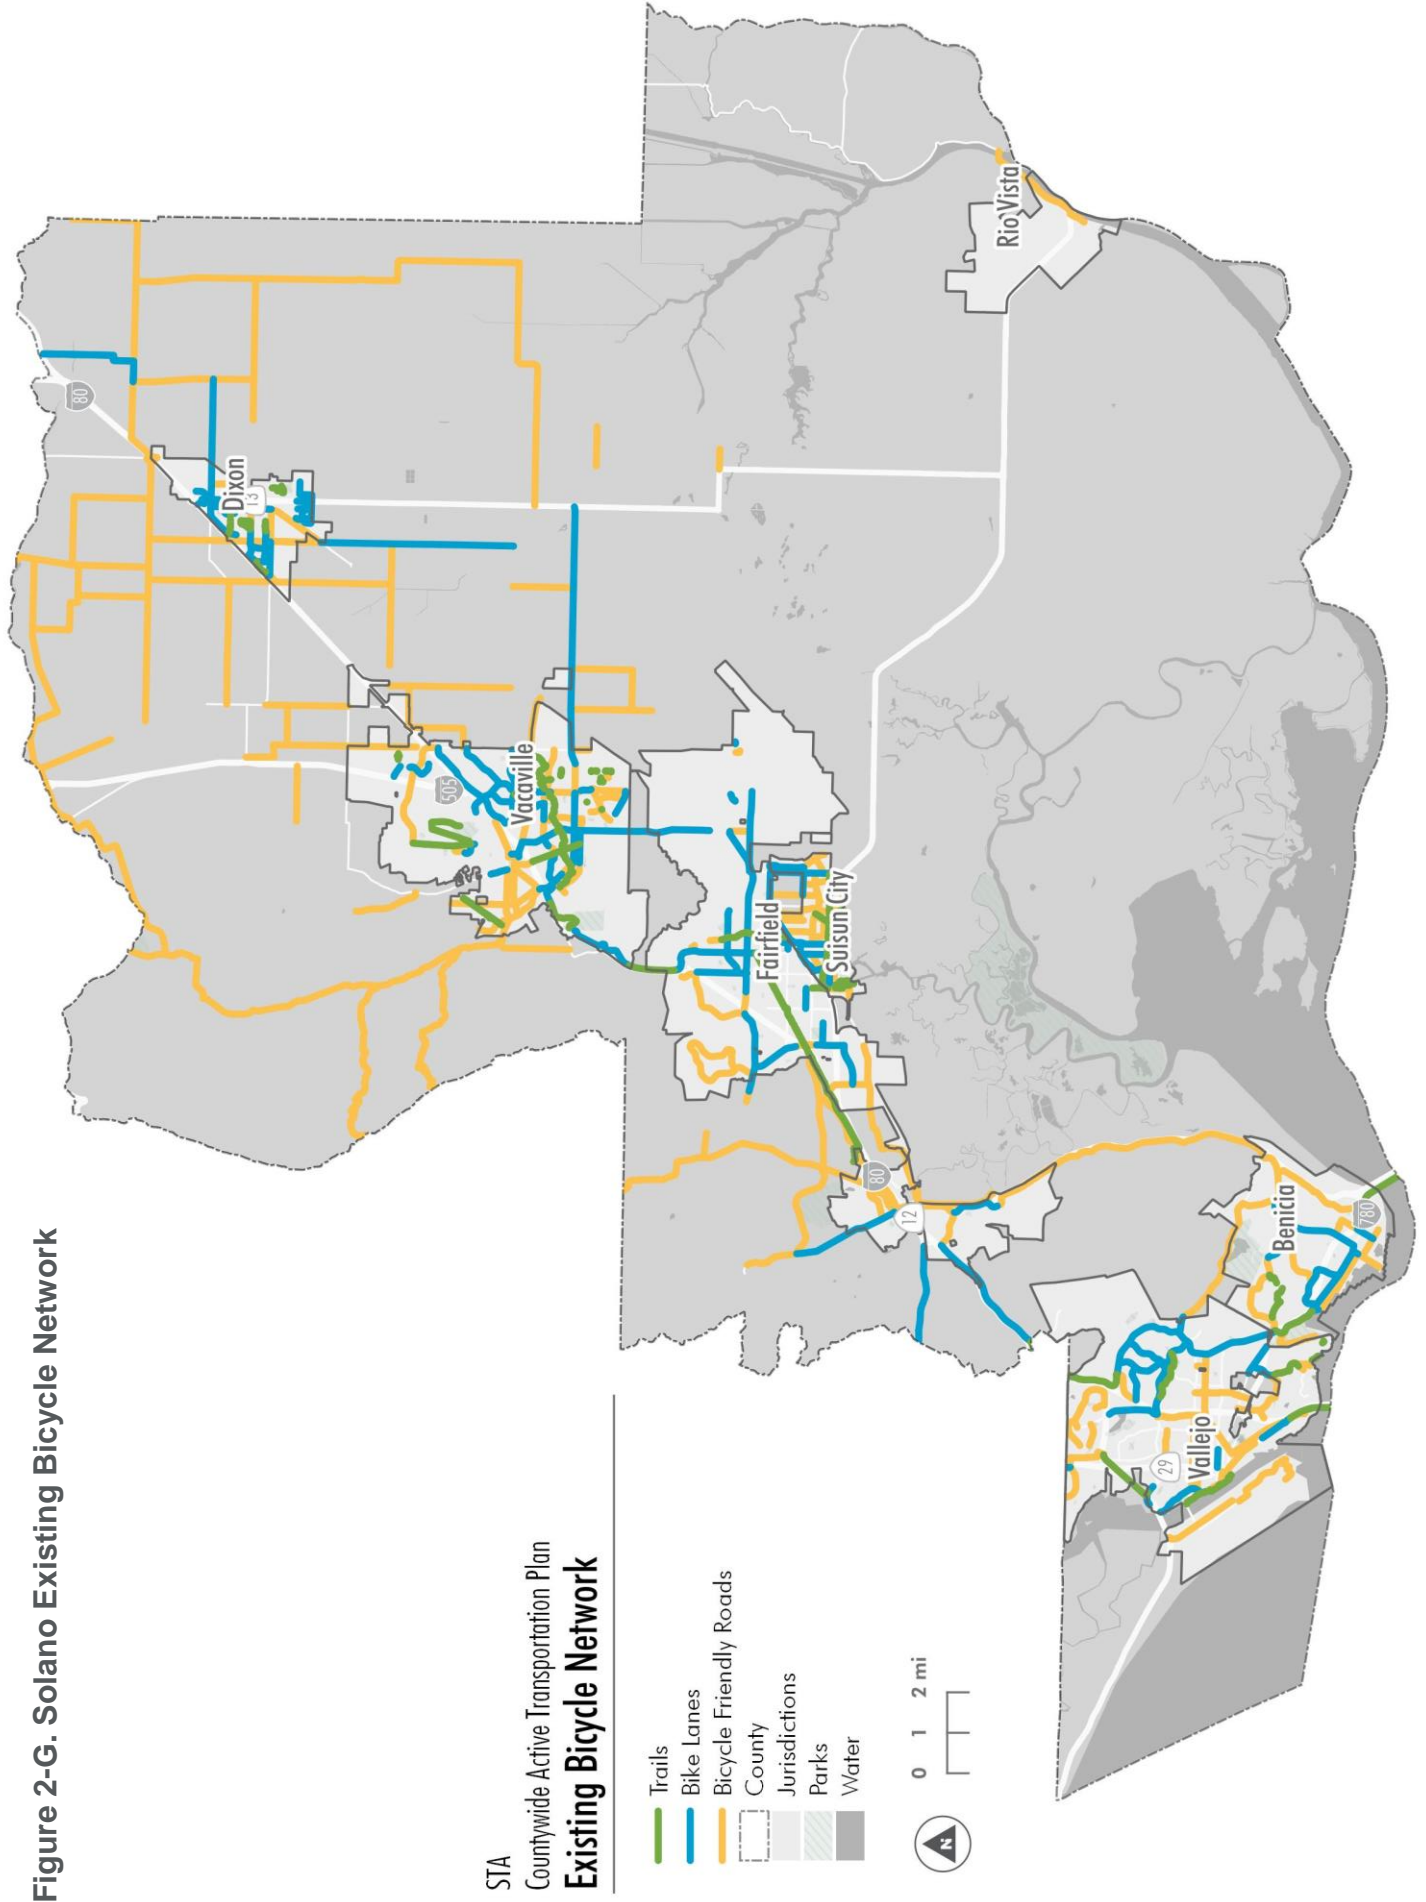 Figure 2-G. Solano Existing Bicycle Network
STA
Countywide Active Transportation Plan
Existing Bicycle Network
Trails
Bike Lanes
Bicycle Friendly Roads
County
Jurisdictions
Parks
Water
N
0 1 2 mi
80
Dixon
13
505
Vacaville
Rio Vista
Fairfield
Suisun City
80
12
Benicia
780
29
Vallejo